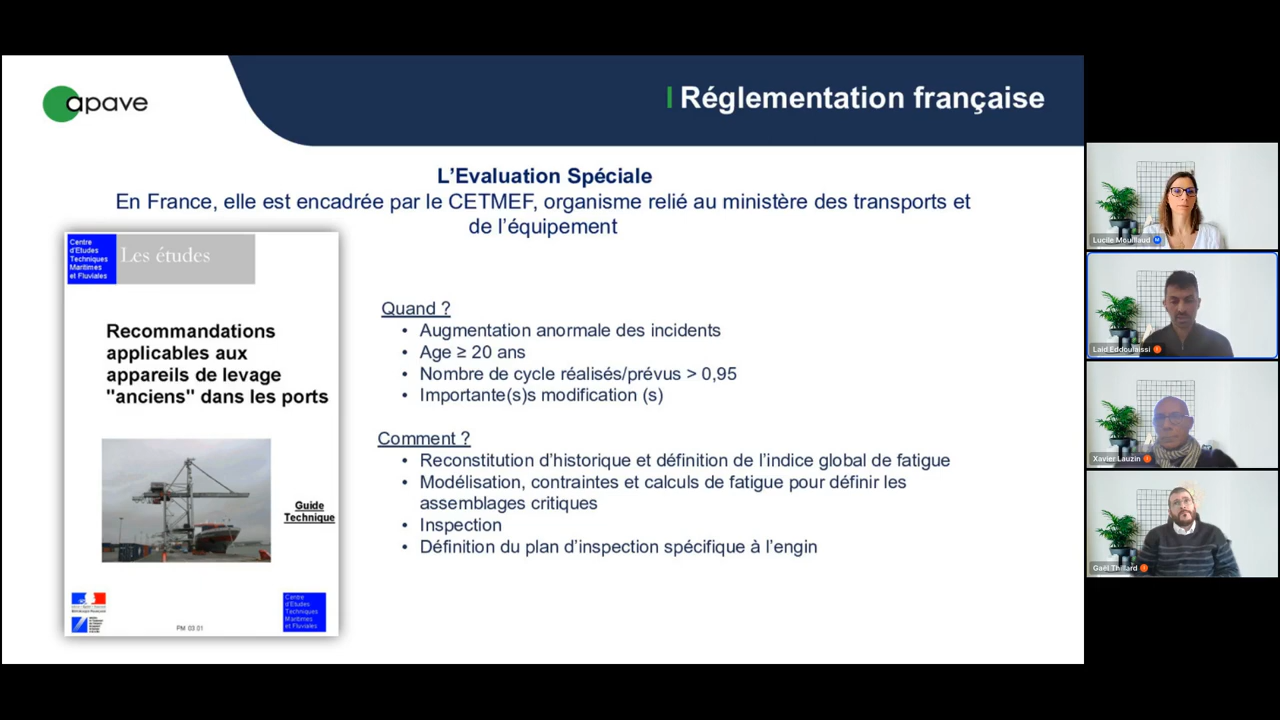 apave
| Réglementation française
L'Evaluation Spéciale
En France, elle est encadrée par le CETMEF, organisme relié au ministère des transports et
de l'équipement
Centre
d'Etudes
Techniques
Maritimes
et Fluviales
Les études
Recommandations
applicables aux
appareils de levage
"anciens" dans les ports
Guide
Technique
Centre
d'Etudes
Techniques
Maritimes
et Fluviales
PM 03.01
Quand ?
• Augmentation anormale des incidents
• Age ≥ 20 ans
• Nombre de cycle réalisés/prévus > 0,95
• Importante(s)s modification (s)
Comment ?
• Reconstitution d'historique et définition de l'indice global de fatigue
• Modélisation, contraintes et calculs de fatigue pour définir les
assemblages critiques
• Inspection
• Définition du plan d'inspection spécifique à l'engin
Lucile Mouillaud
Laid Eddoulaissi
Xavier Lauzin
Gaël Thillard